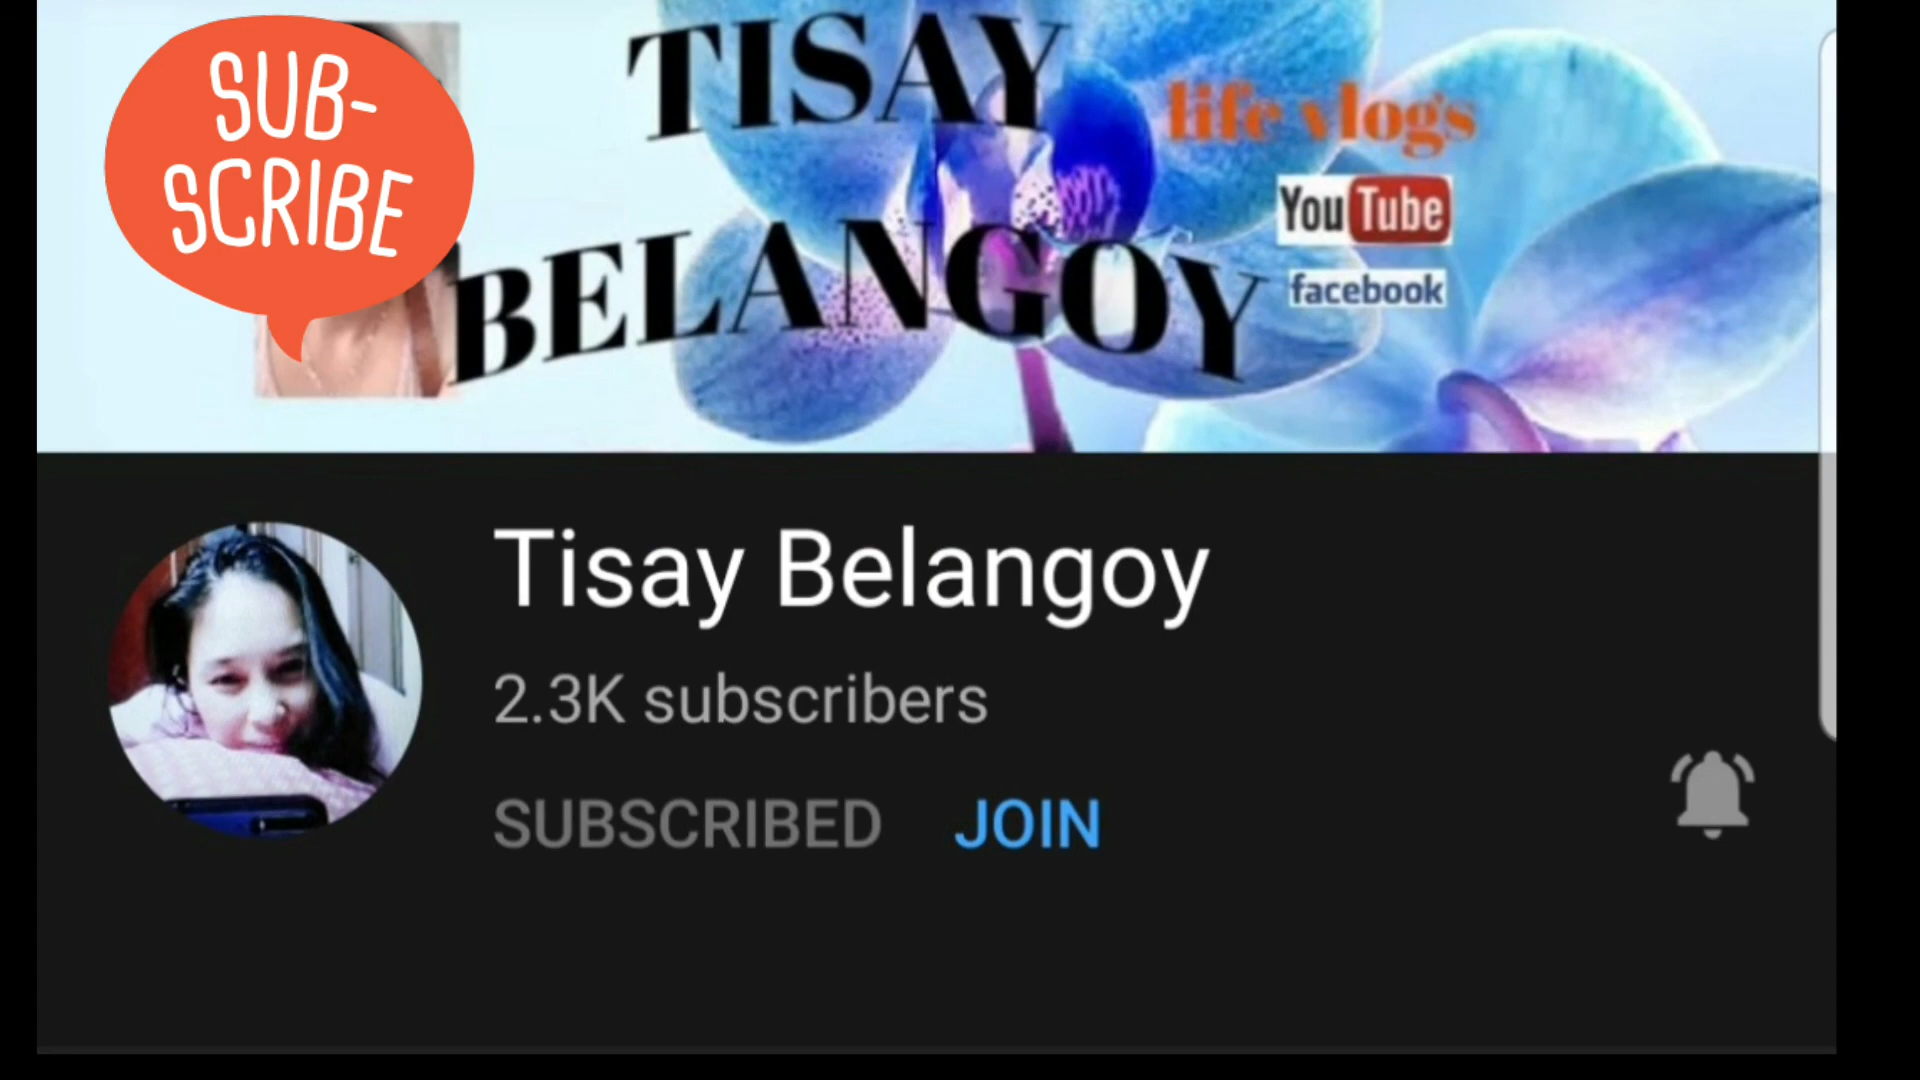 SUB-
SCRIBE
TISAY
BELANGOY
life vlogs
YouTube
facebook
Tisay Belangoy
2.3K subscribers
SUBSCRIBED JOIN